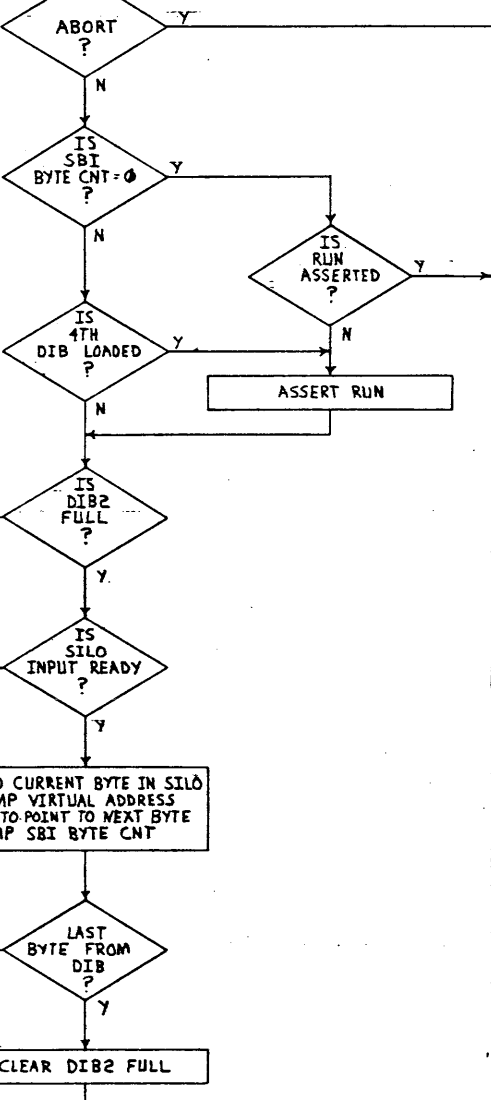 ABORT
?
Y
N
IS
SBI
BYTE CNT=0
?
Y
N
IS
RUN
ASSERTED
?
Y
N
IS
4TH
DIB LOADED
?
Y
N
ASSERT RUN
IS
DIB2
FULL
?
Y
IS
SILO
INPUT READY
?
Y
CURRENT BYTE IN SILO
VIRTUAL ADDRESS
TO POINT TO NEXT BYTE
SBI BYTE CNT
LAST
BYTE FROM
DIB
?
Y
CLEAR DIB2 FULL